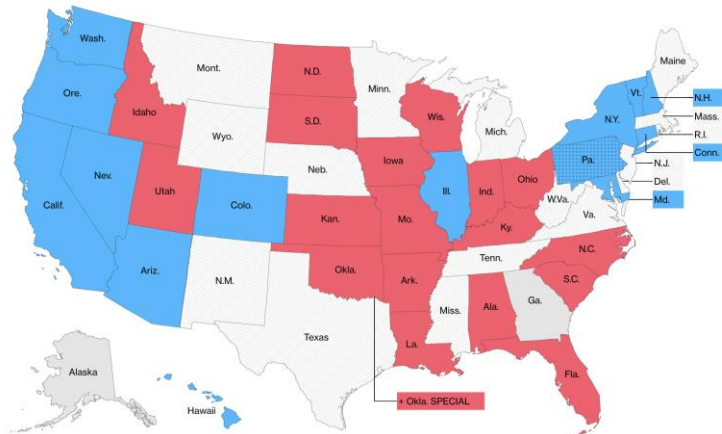 Wash.
Mont.
N.D.
Minn.
Maine
Ore.
Idaho
S.D.
Wis.
Mich.
N.Y.
Vt.
N.H.
Mass.
R.I.
Conn.
Wyo.
Iowa
Neb.
Pa.
N.J.
Del.
Md.
Nev.
Utah
Colo.
Ill.
Ind.
Ohio
W.Va.
Va.
Calif.
Kan.
Mo.
Ky.
Ariz.
N.M.
Okla.
Ark.
Tenn.
N.C.
S.C.
Texas
Miss.
Ala.
Ga.
La.
Fla.
Alaska
Hawaii
+ Okla. SPECIAL